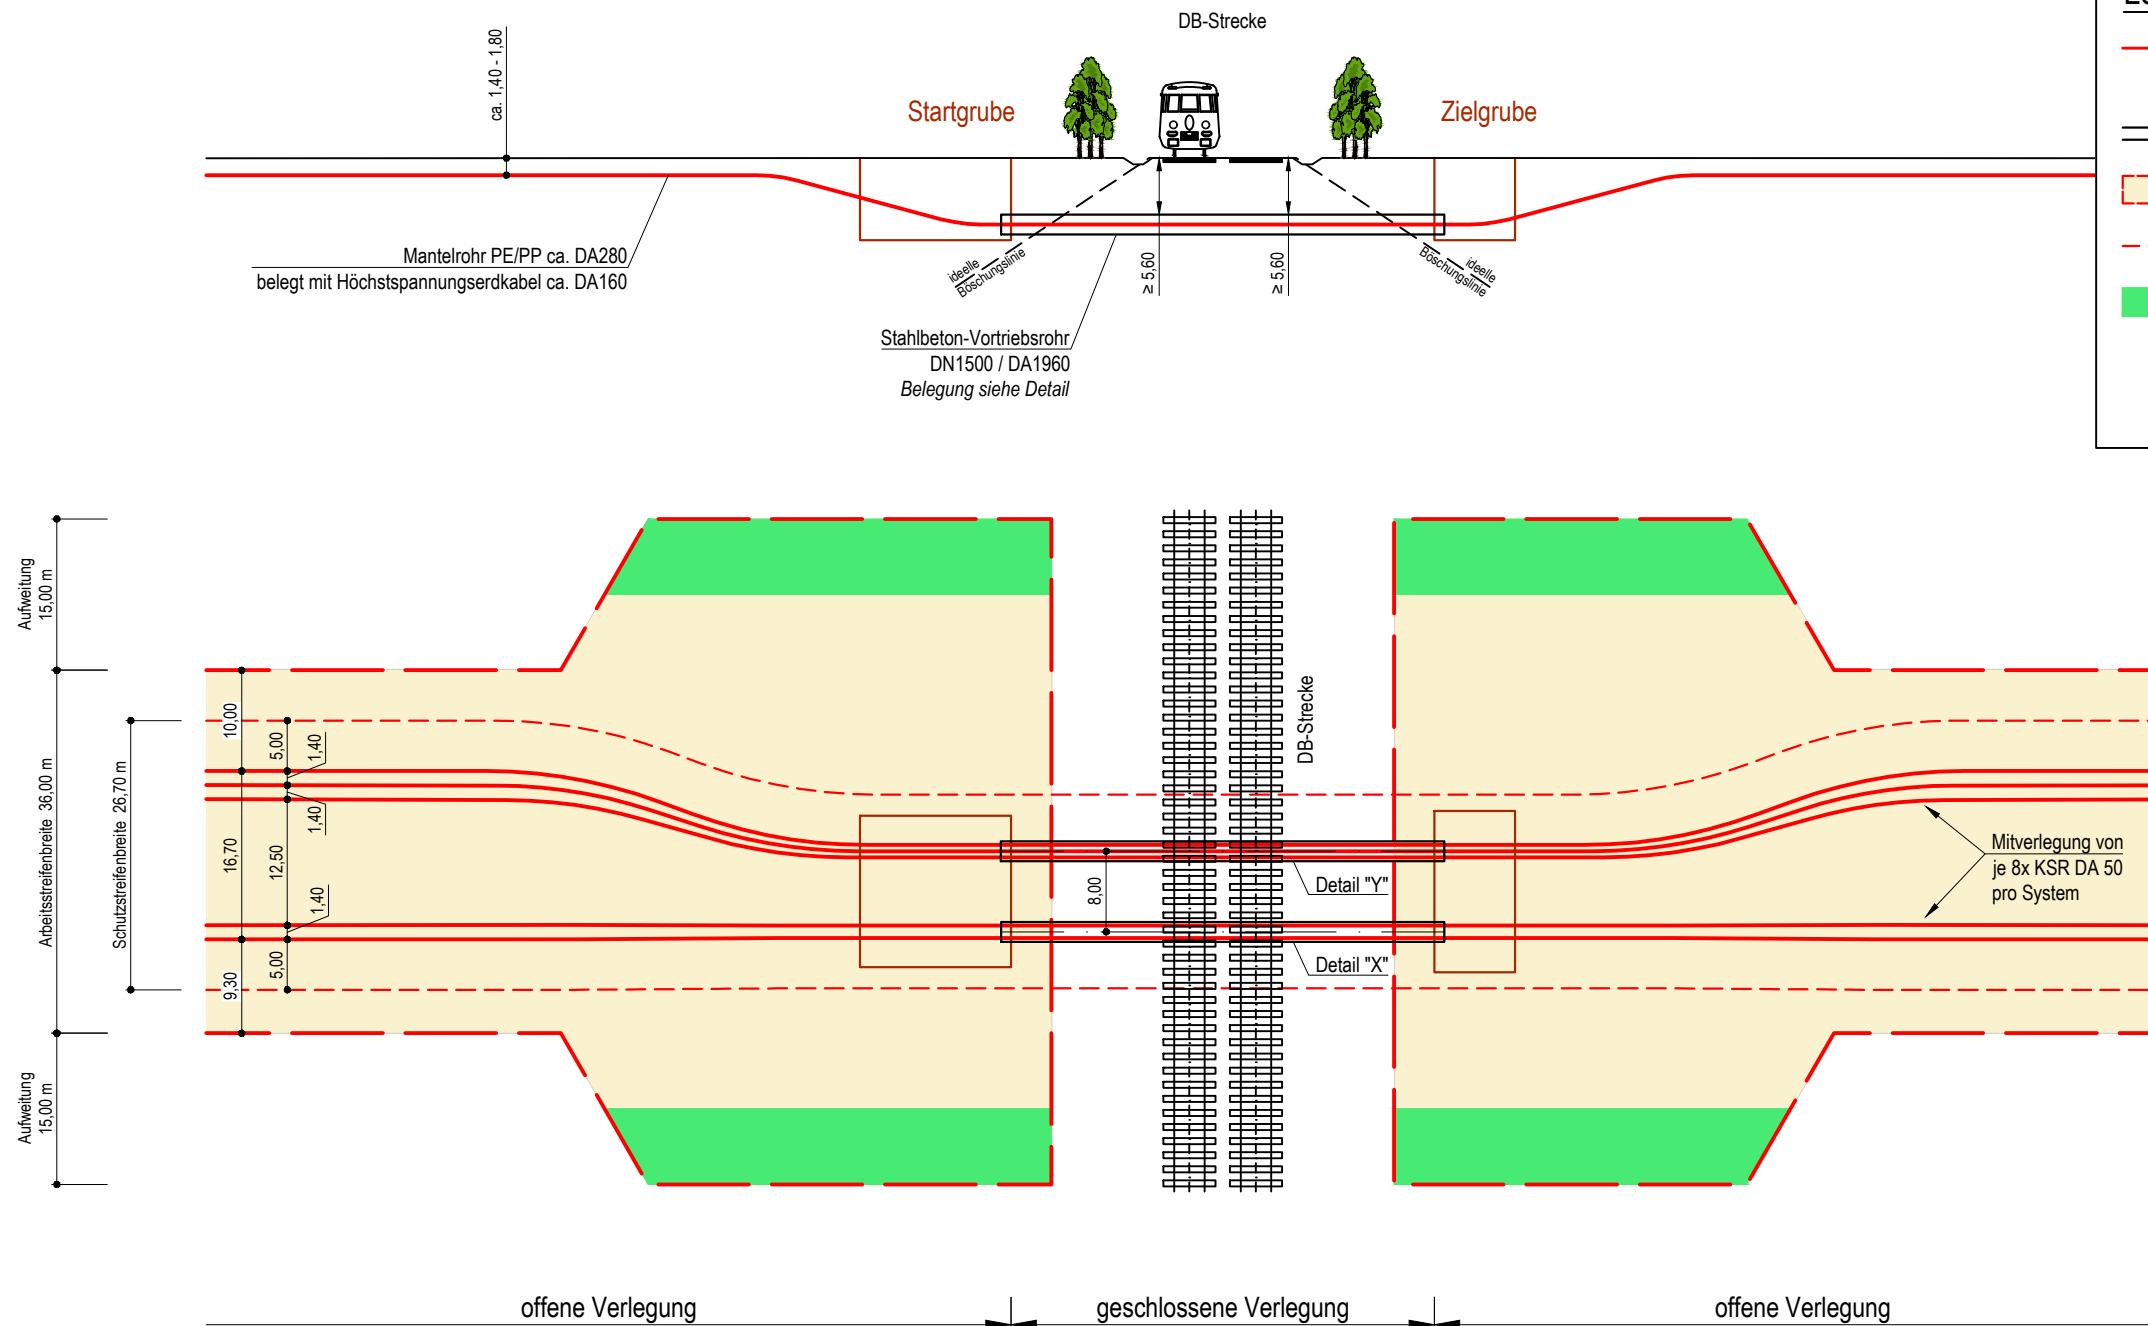 DB-Strecke
ca. 1,40 - 1,80
Startgrube
Zielgrube
Mantelrohr PE/PP ca. DA280
belegt mit Höchstspannungserdkabel ca. DA160
ideelle
Böschungslinie
≥ 5,60
≥ 5,60
ideelle
Böschungslinie
Stahlbeton-Vortriebsrohr
DN1500 / DA1960
Belegung siehe Detail
Aufweitung
15,00 m
Arbeitsstreifenbreite 36,00 m
Aufweitung
15,00 m
Schutzstreifenbreite 26,70 m
10,00
16,70
9,30
5,00
1,40
1,40
12,50
1,40
5,00
8,00
DB-Strecke
Detail "Y"
Detail "X"
Mitverlegung von
je 8x KSR DA 50
pro System
offene Verlegung
geschlossene Verlegung
offene Verlegung